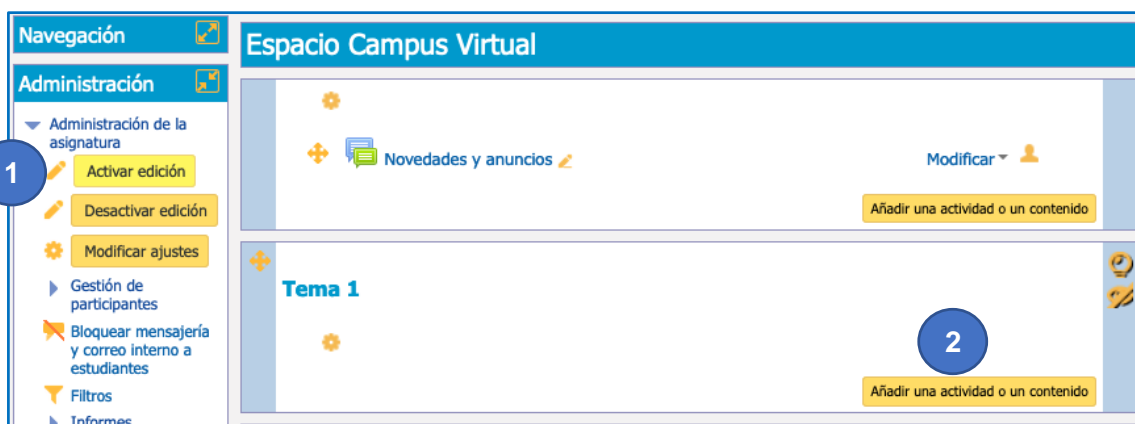 Navegación
Administración
Administración de la
asignatura
1
Activar edición
Desactivar edición
Modificar ajustes
Gestión de
participantes
Bloquear mensajería
y correo interno a
estudiantes
Filtros
Informes
Espacio Campus Virtual
Novedades y anuncios
Modificar
Añadir una actividad o un contenido
Tema 1
2
Añadir una actividad o un contenido